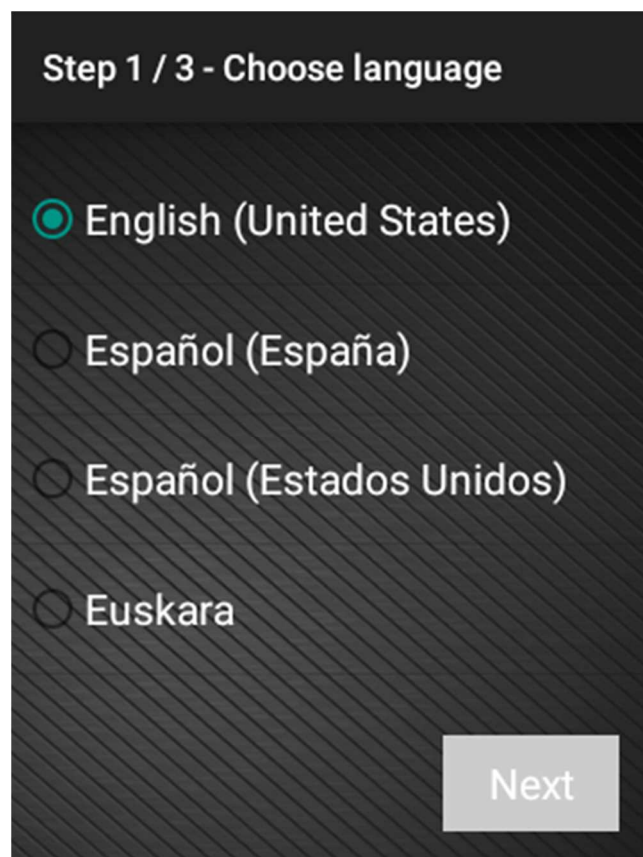 Step 1 / 3 - Choose language
English (United States)
Español (España)
Español (Estados Unidos)
Euskara
Next